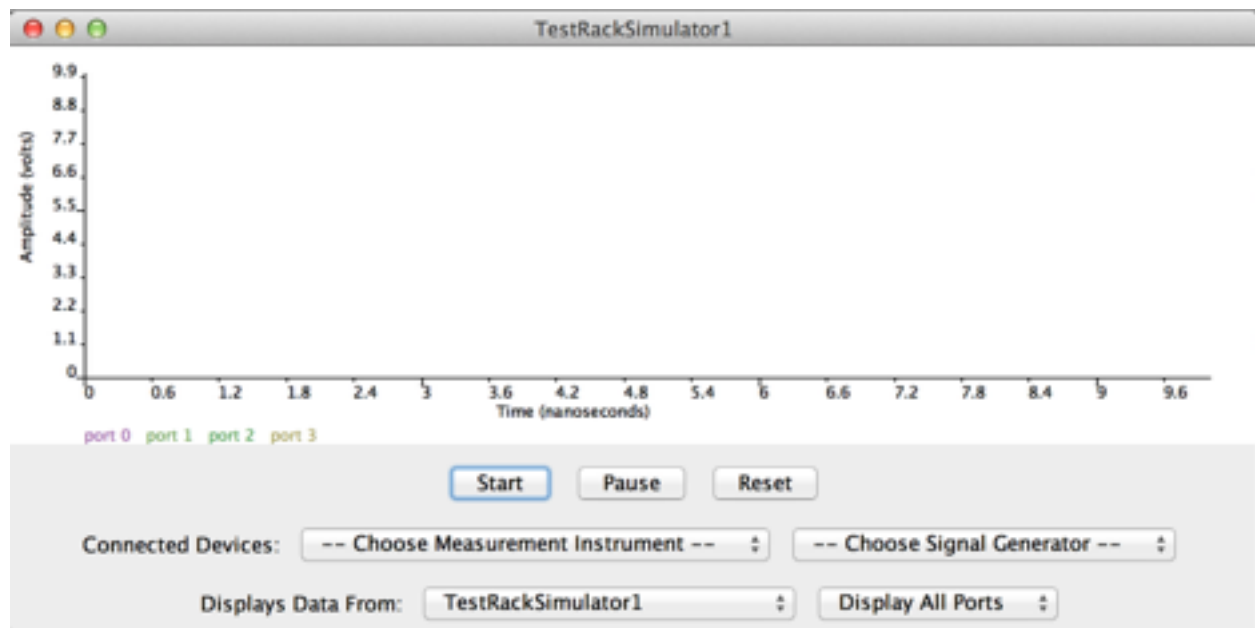 TestRackSimulator1
9.9
8.8
7.7
6.6
5.5
4.4
3.3
2.2
1.1
0
Amplitude (volts)
0 0.6 1.2 1.8 2.4 3 3.6 4.2 4.8 5.4 6 6.6 7.2 7.8 8.4 9 9.6
Time (nanoseconds)
port 0 port 1 port 2 port 3
Start Pause Reset
Connected Devices: -- Choose Measurement Instrument -- -- Choose Signal Generator --
Displays Data From: TestRackSimulator1 Display All Ports